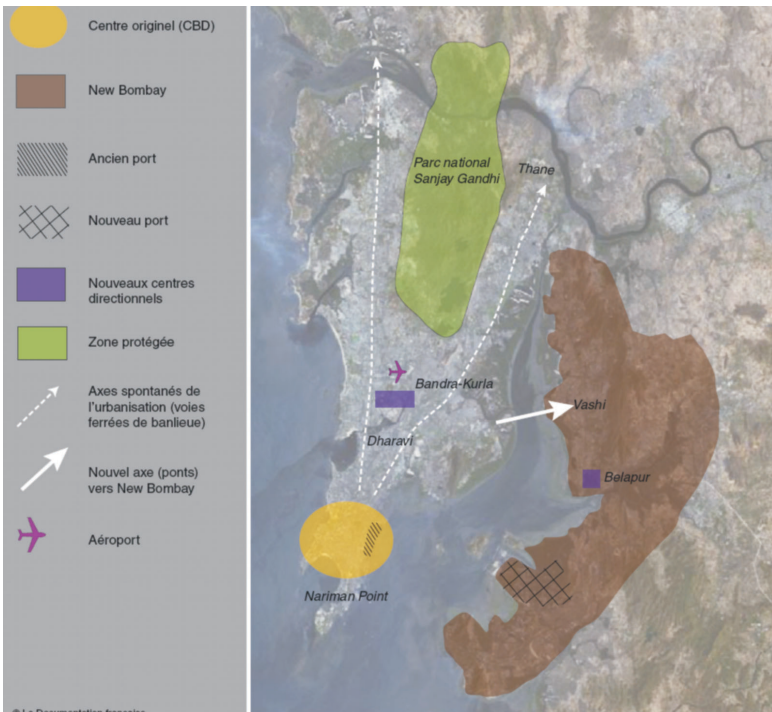 Centre originel (CBD)
New Bombay
Ancien port
Nouveau port
Nouveaux centres
directionnels
Zone protégée
Axes spontanés de
l'urbanisation (voies
ferrées de banlieue)
Nouvel axe (ponts)
vers New Bombay
Aéroport
Parc national
Sanjay Gandhi
Thane
Bandra-Kurla
Vashi
Dharavi
Belapur
Nariman Point
© La Documentation française